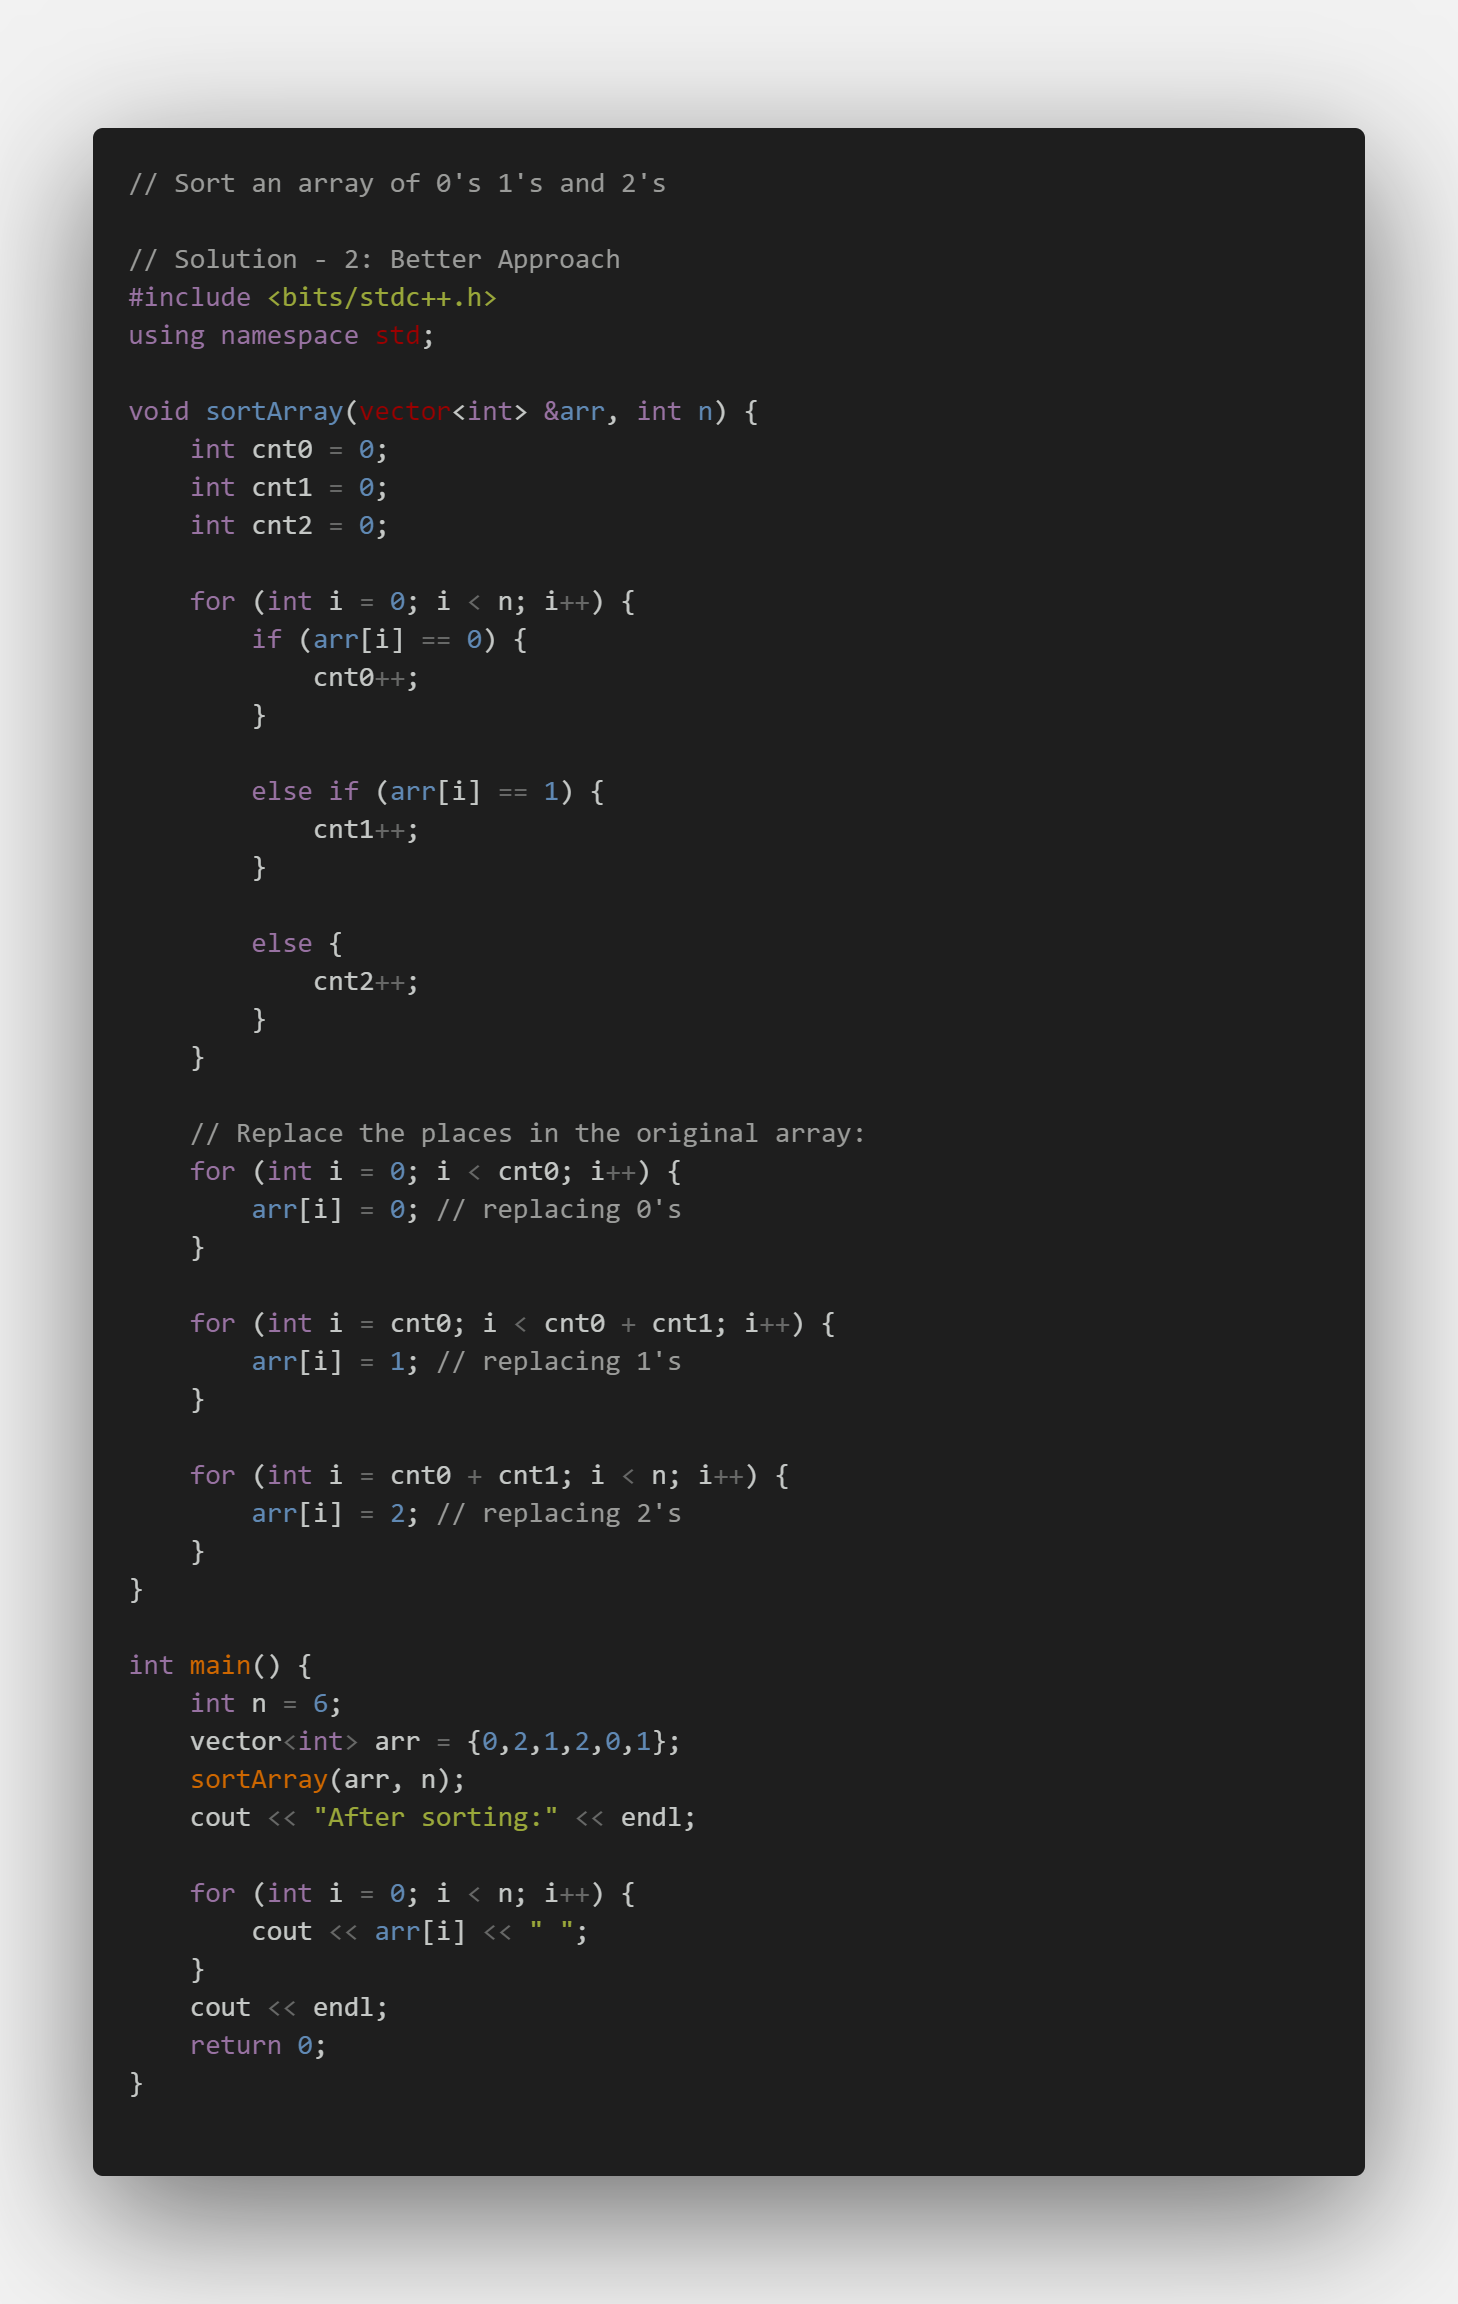 // Sort an array of 0's 1's and 2's
// Solution - 2: Better Approach
#include <bits/stdc++.h>
using namespace std;
void sortArray(vector<int> &arr, int n) {
    int cnt0 = 0;
    int cnt1 = 0;
    int cnt2 = 0;
    for (int i = 0; i < n; i++) {
        if (arr[i] == 0) {
            cnt0++;
        }
        else if (arr[i] == 1) {
            cnt1++;
        }
        else {
            cnt2++;
        }
    }
    // Replace the places in the original array:
    for (int i = 0; i < cnt0; i++) {
        arr[i] = 0; // replacing 0's
    }
    for (int i = cnt0; i < cnt0 + cnt1; i++) {
        arr[i] = 1; // replacing 1's
    }
    for (int i = cnt0 + cnt1; i < n; i++) {
        arr[i] = 2; // replacing 2's
    }
}
int main() {
    int n = 6;
    vector<int> arr = {0,2,1,2,0,1};
    sortArray(arr, n);
    cout << "After sorting:" << endl;
    for (int i = 0; i < n; i++) {
        cout << arr[i] << " ";
    }
    cout << endl;
    return 0;
}